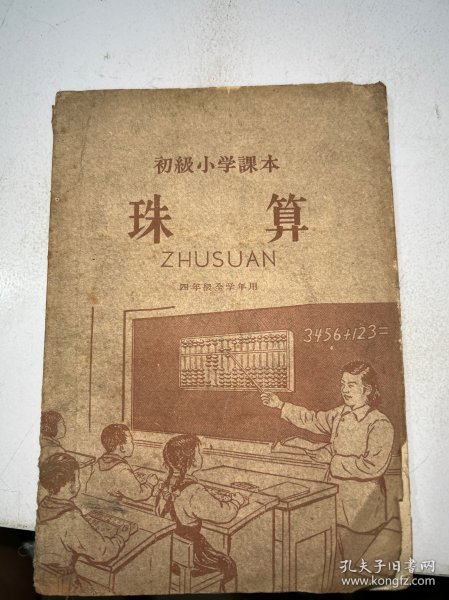 初級小学課本
珠算
ZHUSUAN
四年級全学年用
3456+123=
孔夫子旧书网
www.kongfz.com